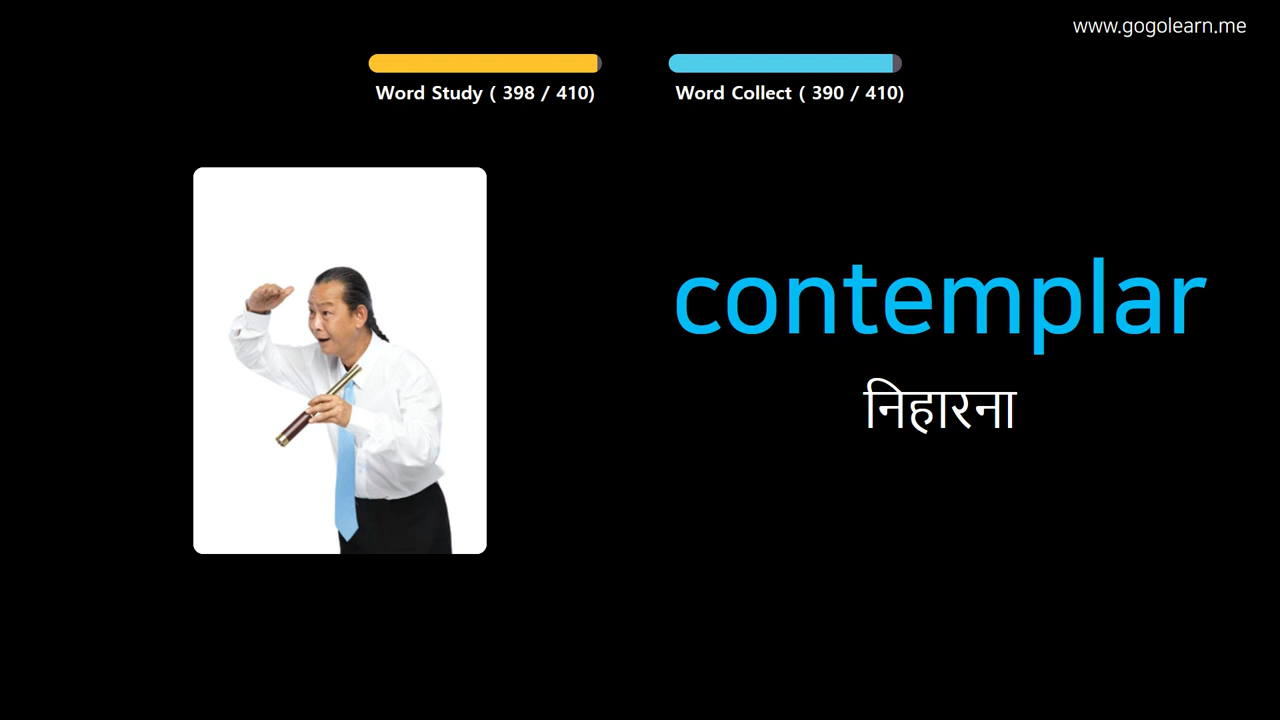 www.gogolearn.me
Word Study ( 398 / 410)
Word Collect ( 390 / 410)
contemplar
निहारना